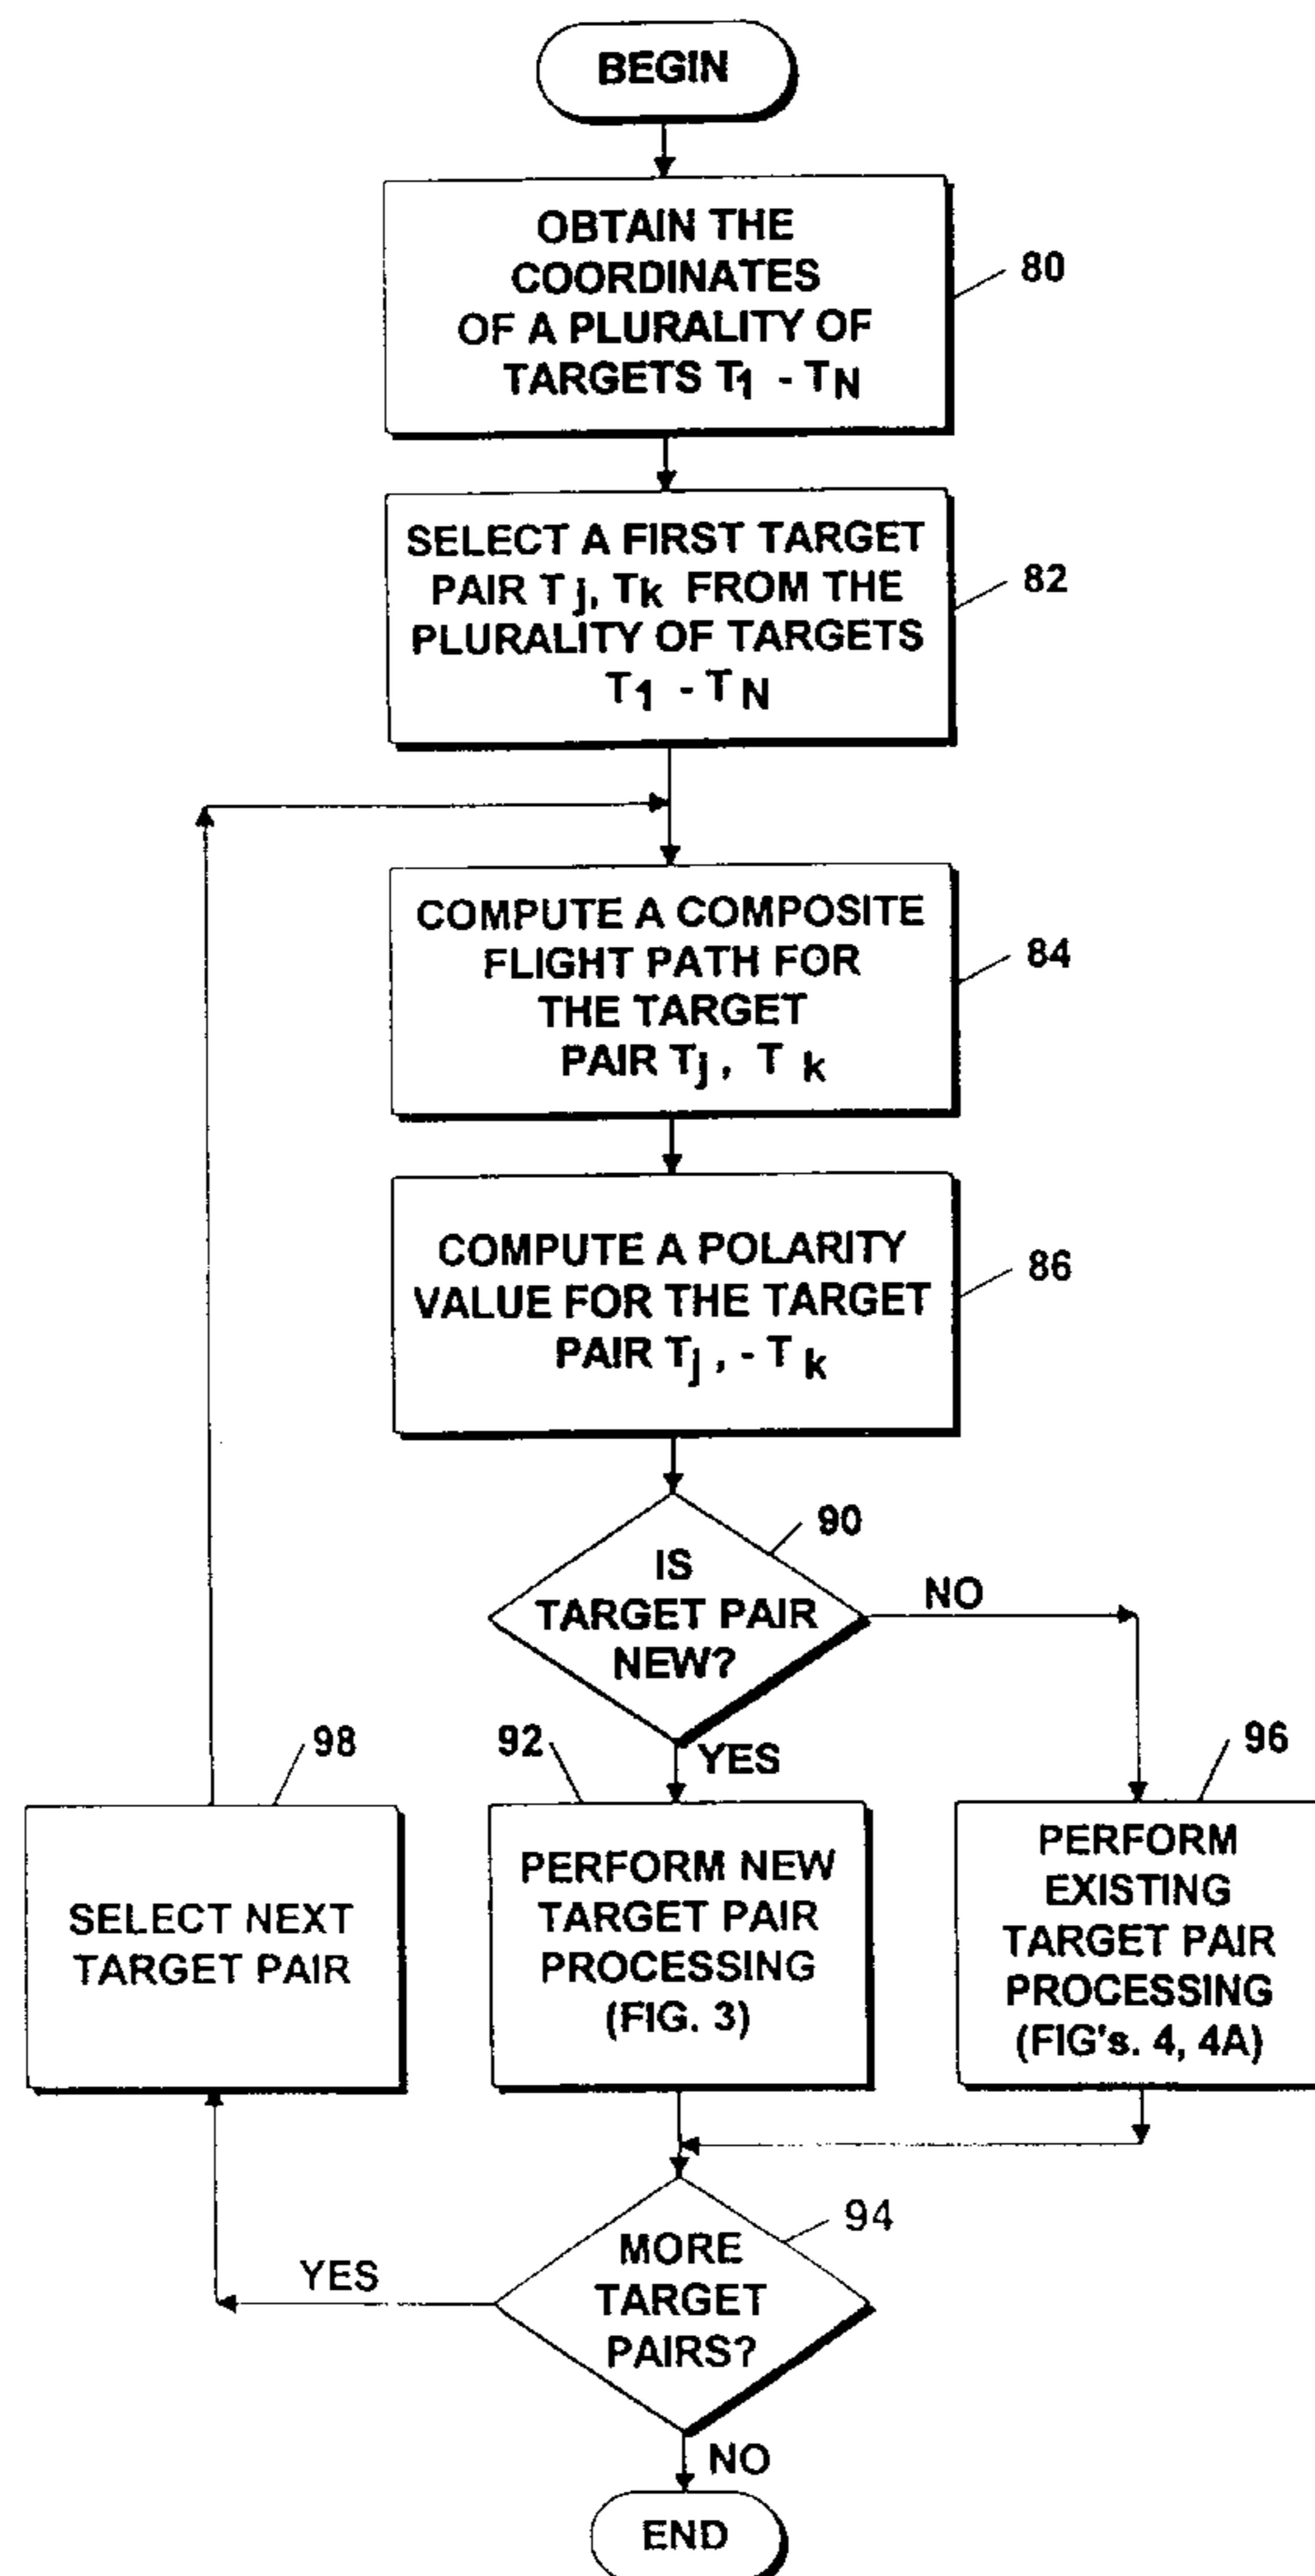 BEGIN
OBTAIN THE
COORDINATES
OF A PLURALITY OF
TARGETS T1 - TN
80
SELECT A FIRST TARGET
PAIR Tj, Tk FROM THE
PLURALITY OF TARGETS
T1 - TN
82
COMPUTE A COMPOSITE
FLIGHT PATH FOR
THE TARGET
PAIR Tj, Tk
84
COMPUTE A POLARITY
VALUE FOR THE TARGET
PAIR Tj, - Tk
86
90
IS
TARGET PAIR
NEW?
NO
YES
98
SELECT NEXT
TARGET PAIR
92
PERFORM NEW
TARGET PAIR
PROCESSING
(FIG. 3)
96
PERFORM
EXISTING
TARGET PAIR
PROCESSING
(FIG's. 4, 4A)
94
MORE
TARGET
PAIRS?
YES
NO
END